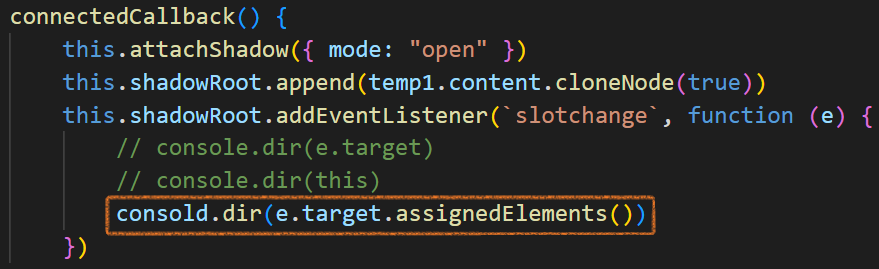 connectedCallback() {
this.attachShadow({ mode: "open" })
this.shadowRoot.append(temp1.content.cloneNode(true))
this.shadowRoot.addEventListener(`slotchange`, function (e) {
// console.dir(e.target)
// console.dir(this)
consold.dir(e.target.assignedElements())
})